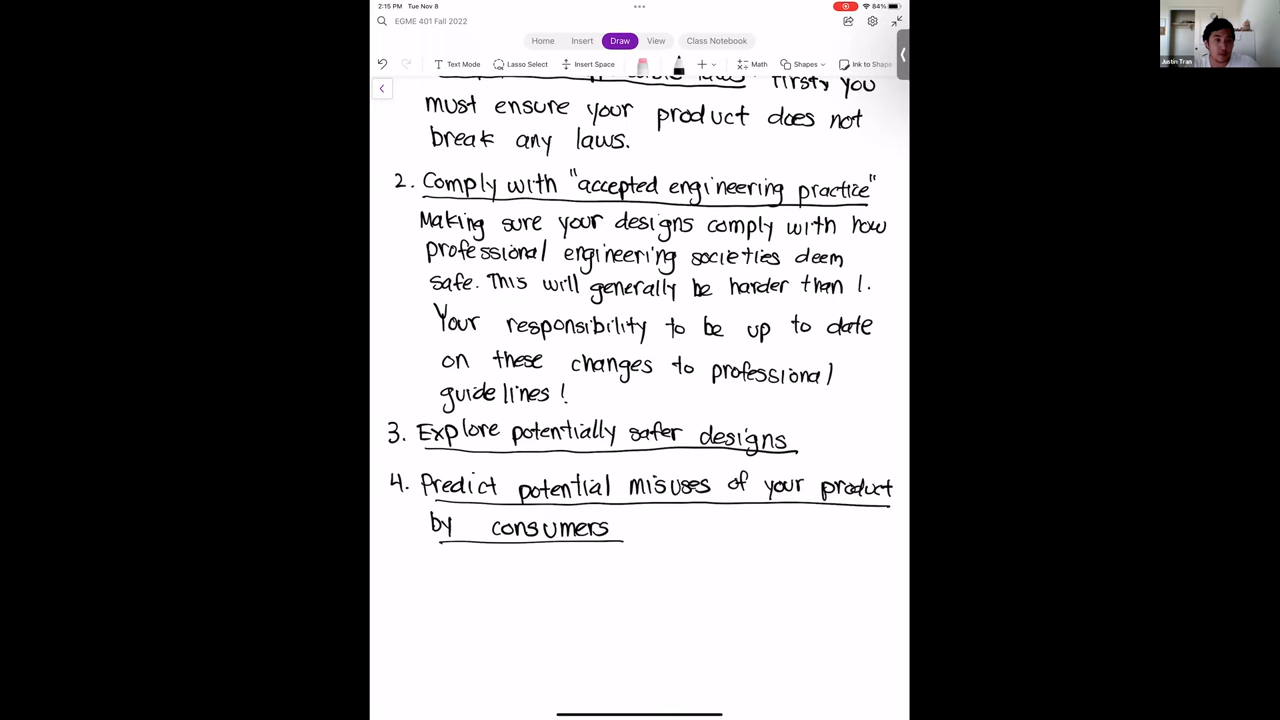 2:15 PM Tue Nov 8
84%
EGME 401 Fall 2022
Home Insert Draw View Class Notebook
Text Mode Lasso Select Insert Space Math Shapes Ink to Shape
laws firsty you
must ensure your product does not
break any laws.
2. Comply with "accepted engineering practice"
Making sure your designs comply with how
professional engineering societies deem
safe. This will generally be harder than 1.
Your responsibility to be up to date
on these changes to professional
guidelines!
3. Explore potentially safer designs
4. Predict potential misuses of your product
by consumers
Justin Tran